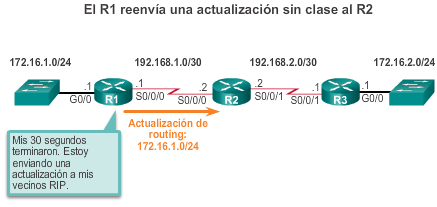 El R1 reenvía una actualización sin clase al R2
172.16.1.0/24
192.168.1.0/30
192.168.2.0/30
172.16.2.0/24
.1
G0/0
R1
.1
S0/0/0
.2
S0/0/0
R2
.2
S0/0/1
.1
S0/0/1
R3
.1
G0/0
Actualización de
routing:
172.16.1.0/24
Mis 30 segundos
terminaron. Estoy
enviando una
actualización a mis
vecinos RIP.